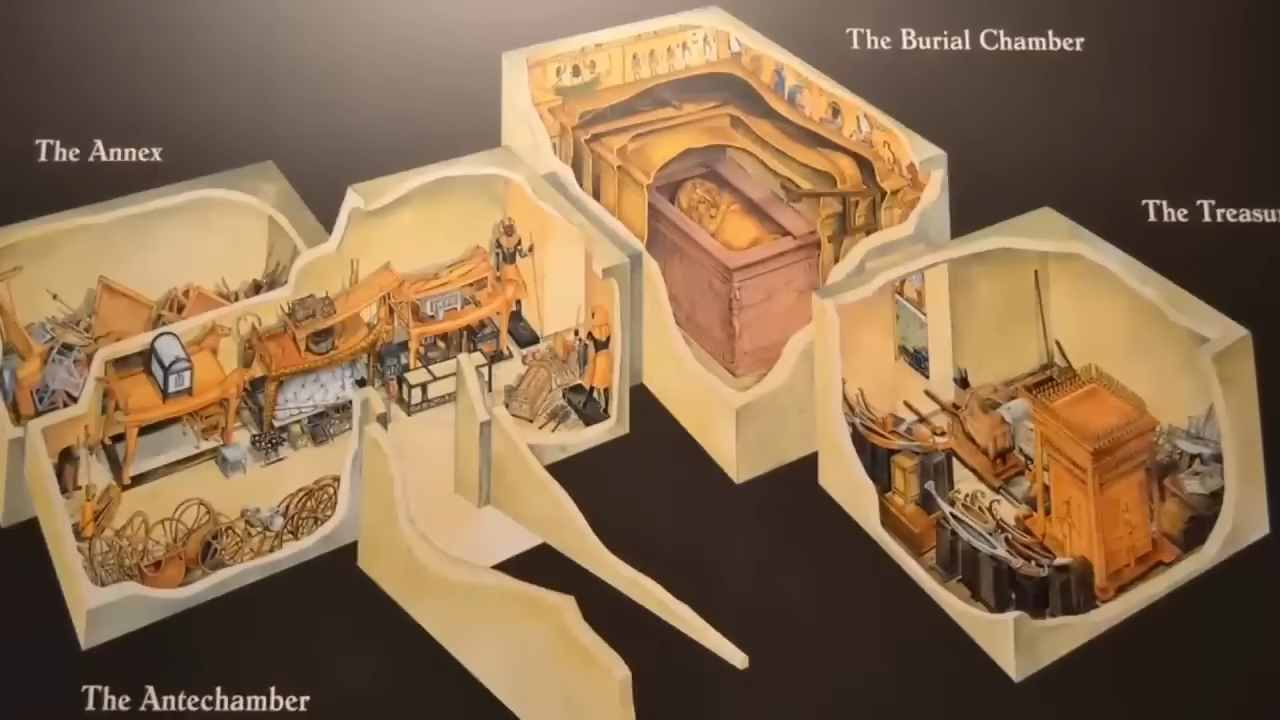 The Burial Chamber
The Annex
The Treasu
The Antechamber